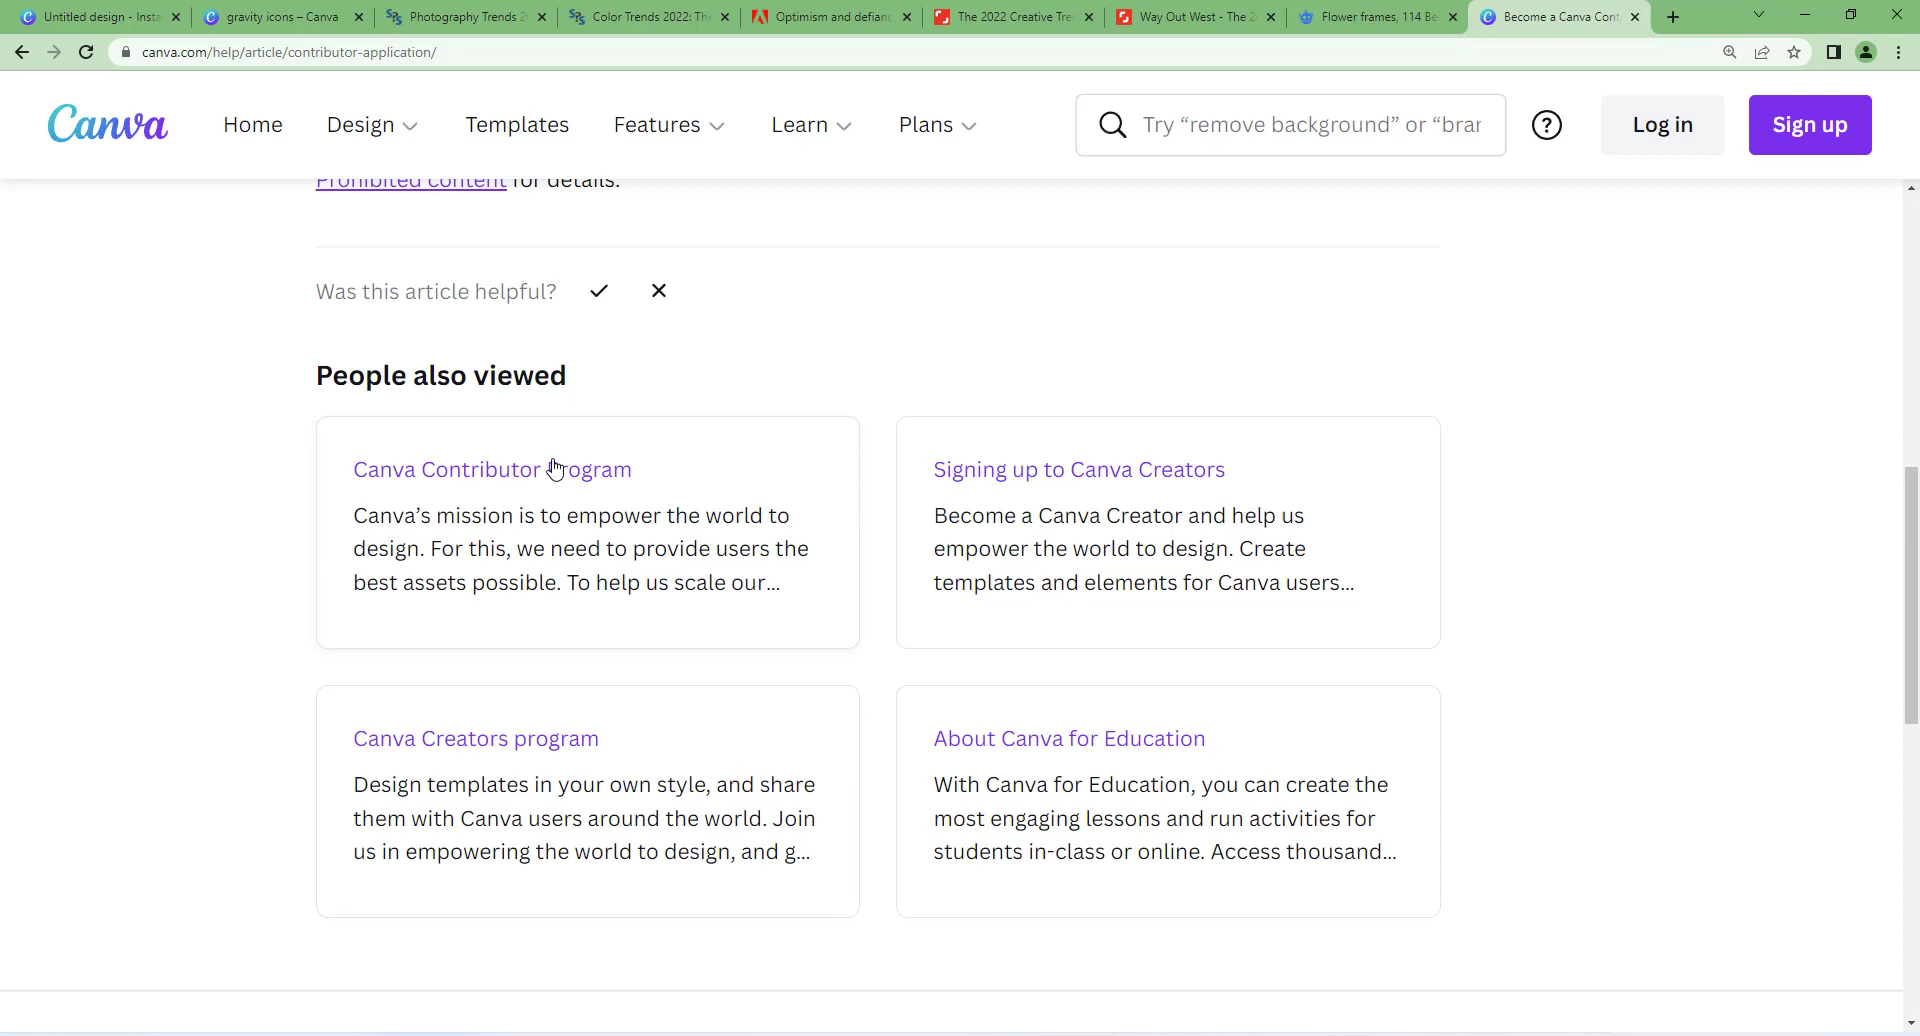 Untitled design - Insta
gravity icons – Canva
Photography Trends 2
Color Trends 2022: The
Optimism and defianc
The 2022 Creative Tre
Way Out West - The 2
Flower frames, 114 Be
Become a Canva Cont
canva.com/help/article/contributor-application/
Canva
Home
Design
Templates
Features
Learn
Plans
Try “remove background” or “brar
Log in
Sign up
Prohibited content for details.
Was this article helpful?
People also viewed
Canva Contributor Program
Canva’s mission is to empower the world to
design. For this, we need to provide users the
best assets possible. To help us scale our...
Signing up to Canva Creators
Become a Canva Creator and help us
empower the world to design. Create
templates and elements for Canva users...
Canva Creators program
Design templates in your own style, and share
them with Canva users around the world. Join
us in empowering the world to design, and g...
About Canva for Education
With Canva for Education, you can create the
most engaging lessons and run activities for
students in-class or online. Access thousand...